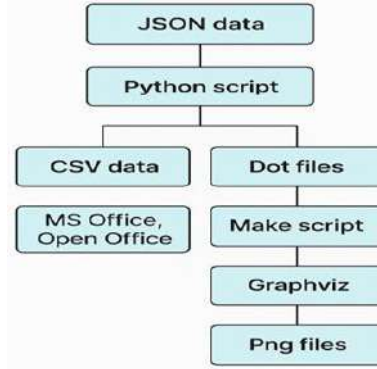 JSON data
Python script
CSV data
Dot files
MS Office,
Open Office
Make script
Graphviz
Png files